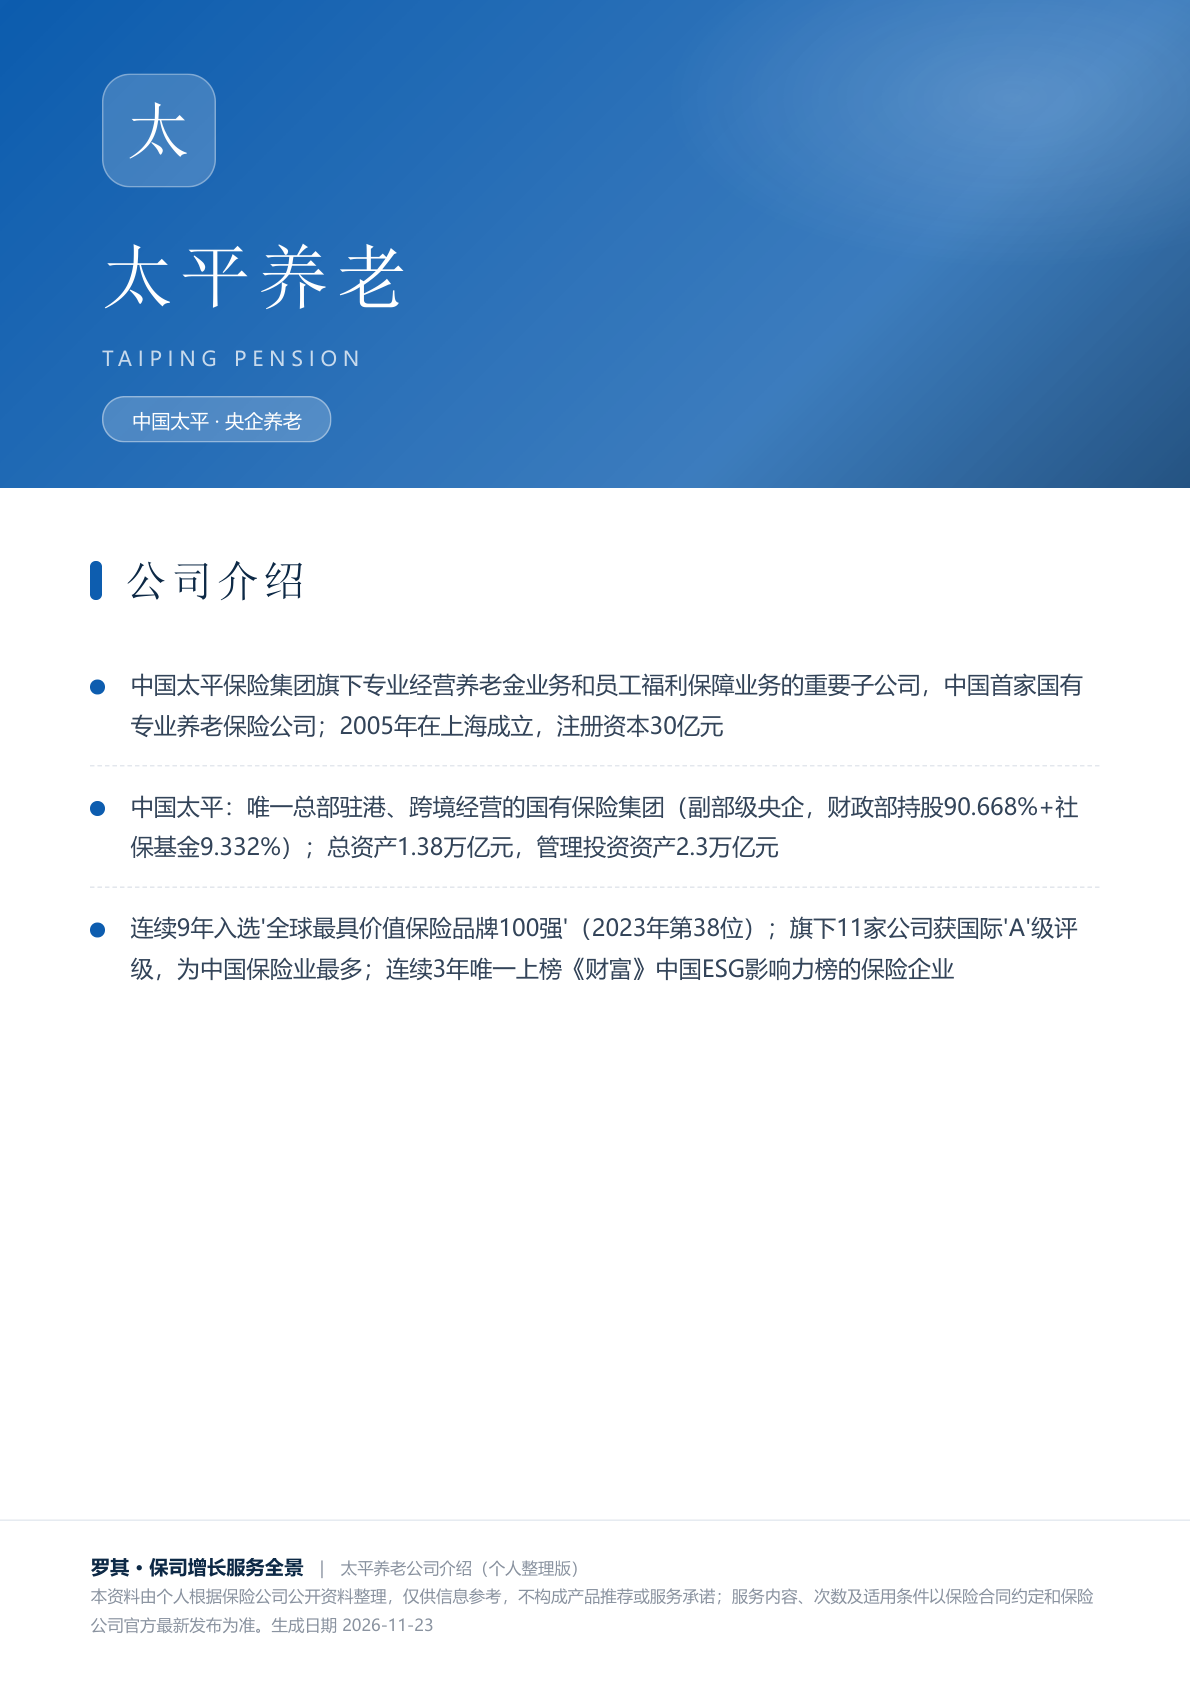 太
太平养老
TAIPING PENSION
中国太平 · 央企养老
公司介绍
中国太平保险集团旗下专业经营养老金业务和员工福利保障业务的重要子公司，中国首家国有
专业养老保险公司；2005年在上海成立，注册资本30亿元
中国太平：唯一总部驻港、跨境经营的国有保险集团（副部级央企，财政部持股90.668%+社
保基金9.332%）；总资产1.38万亿元，管理投资资产2.3万亿元
连续9年入选'全球最具价值保险品牌100强'（2023年第38位）；旗下11家公司获国际'A'级评
级，为中国保险业最多；连续3年唯一上榜《财富》中国ESG影响力榜的保险企业
罗其 • 保司增长服务全景 | 太平养老公司介绍（个人整理版）
本资料由个人根据保险公司公开资料整理，仅供信息参考，不构成产品推荐或服务承诺；服务内容、次数及适用条件以保险合同约定和保险
公司官方最新发布为准。生成日期 2026-11-23